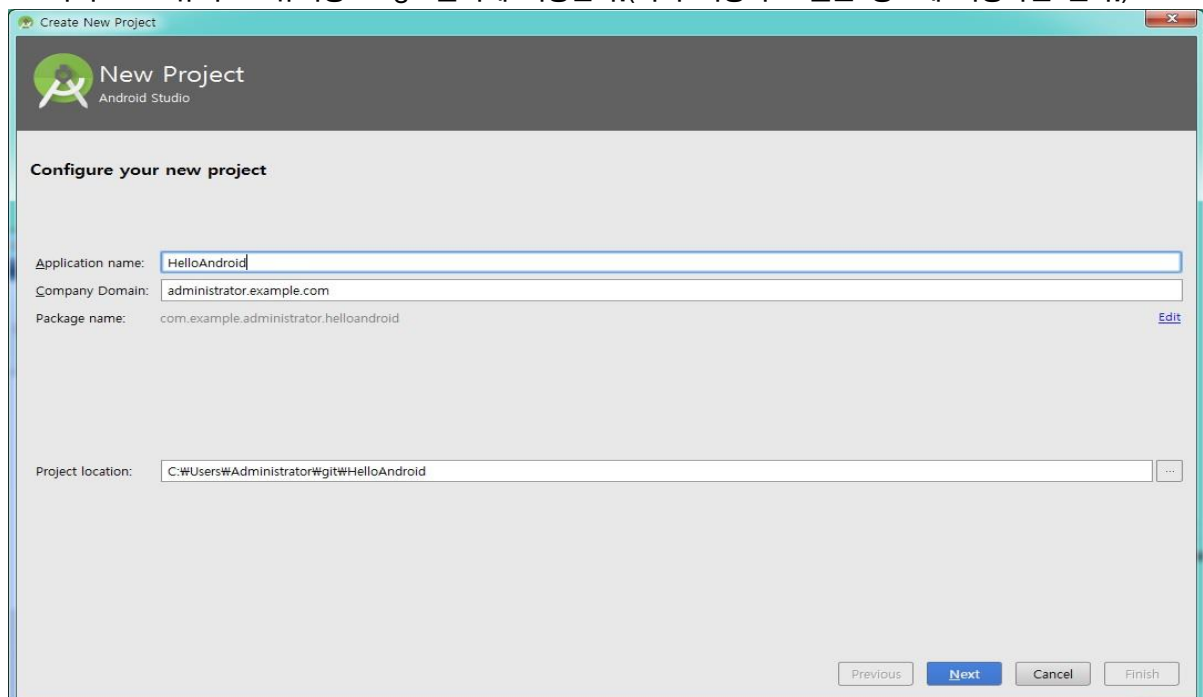 Create New Project
New Project
Android Studio
Configure your new project
Application name: HelloAndroid
Company Domain: administrator.example.com
Package name: com.example.administrator.helloandroid Edit
Project location: C:₩Users₩Administrator₩git₩HelloAndroid ...
Previous Next Cancel Finish